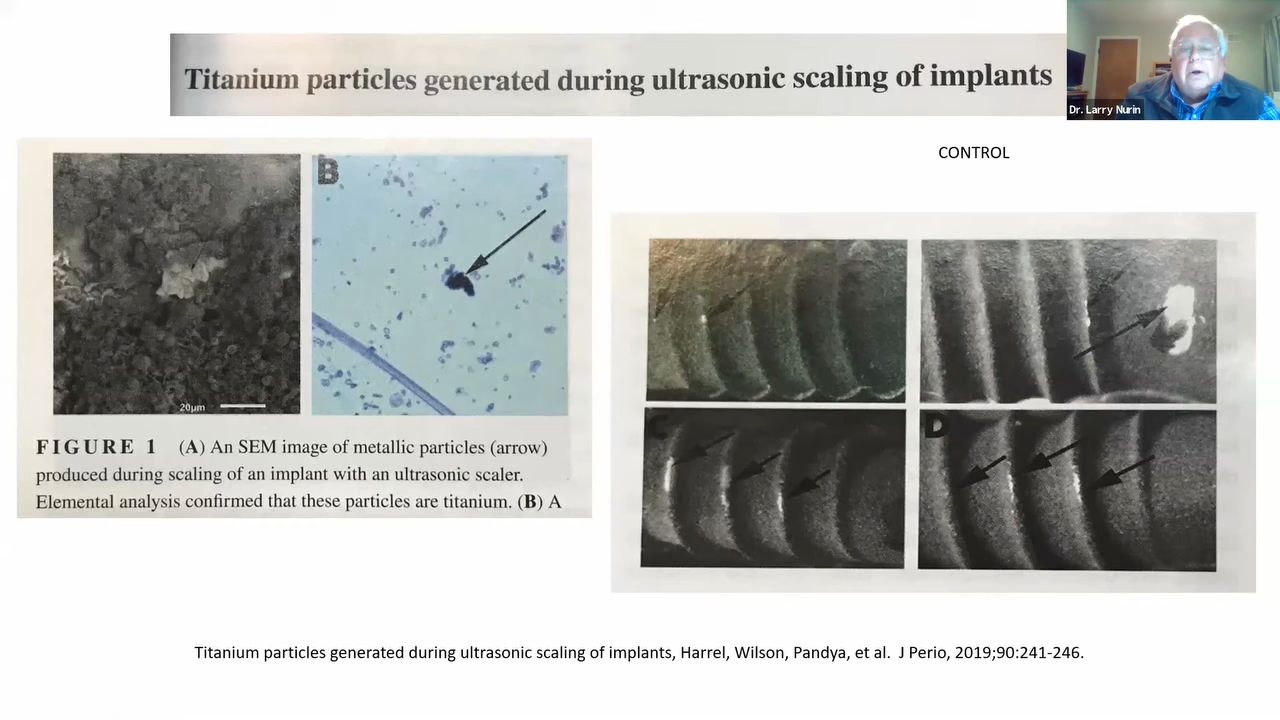 Titanium particles generated during ultrasonic scaling of implants
Dr. Larry Nurin
CONTROL
B
20µm
C
D
FIGURE 1 (A) An SEM image of metallic particles (arrow)
produced during scaling of an implant with an ultrasonic scaler.
Elemental analysis confirmed that these particles are titanium. (B) A
Titanium particles generated during ultrasonic scaling of implants, Harrel, Wilson, Pandya, et al. J Perio, 2019;90:241-246.